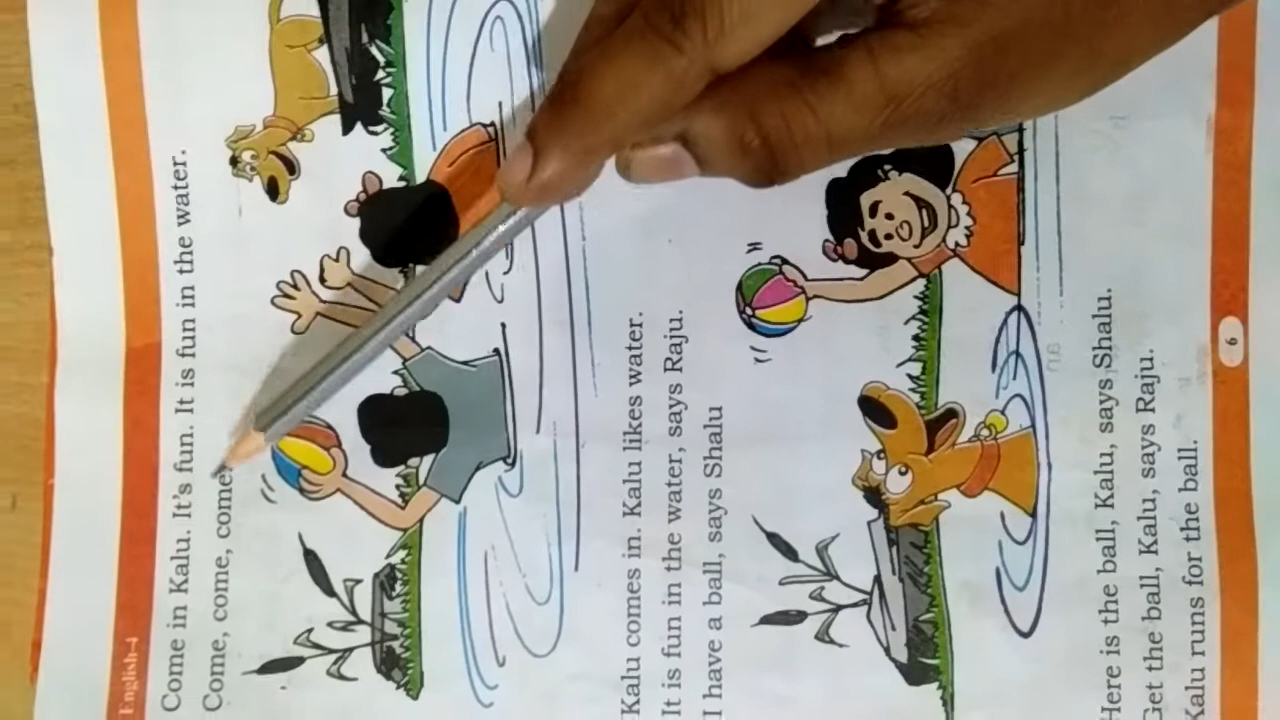 English-4
Come in Kalu. It's fun. It is fun in the water.
Come, come, come
Kalu comes in. Kalu likes water.
It is fun in the water, says Raju.
I have a ball, says Shalu
Here is the ball, Kalu, says Shalu.
Get the ball, Kalu, says Raju.
Kalu runs for the ball.
6